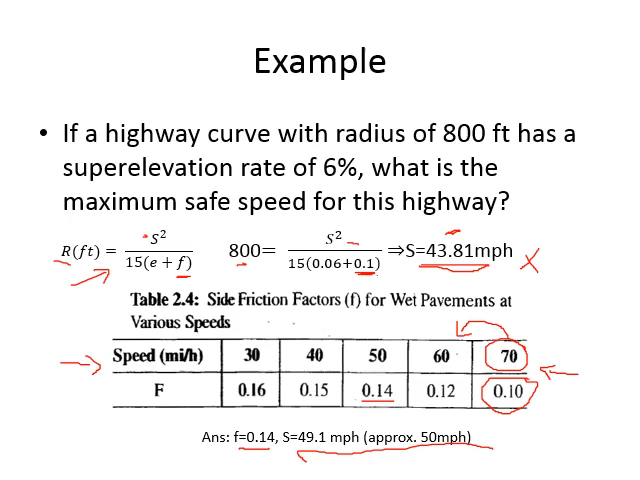 Example
• If a highway curve with radius of 800 ft has a
superelevation rate of 6%, what is the
maximum safe speed for this highway?
R(ft) = S² / 15(e + f)   800= S² / 15(0.06+0.1) ⇒S=43.81mph X
Table 2.4: Side Friction Factors (f) for Wet Pavements at
Various Speeds
Speed (mi/h) 30 40 50 60 70
F 0.16 0.15 0.14 0.12 0.10
Ans: f=0.14, S=49.1 mph (approx. 50mph)